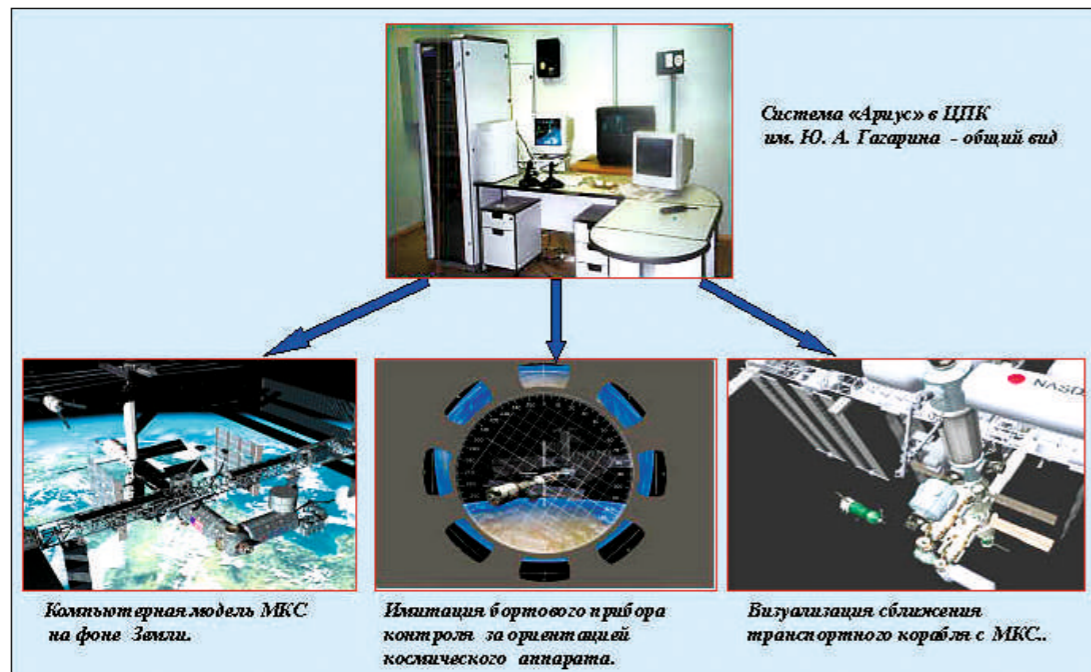 Система «Ариус» в ЦПК
им. Ю. А. Гагарина - общий вид
NASD
Компьютерная модель МКС
на фоне Земли.
Имитация бортового прибора
контроля за ориентацией
космического аппарата.
Визуализация сближения
транспортного корабля с МКС..